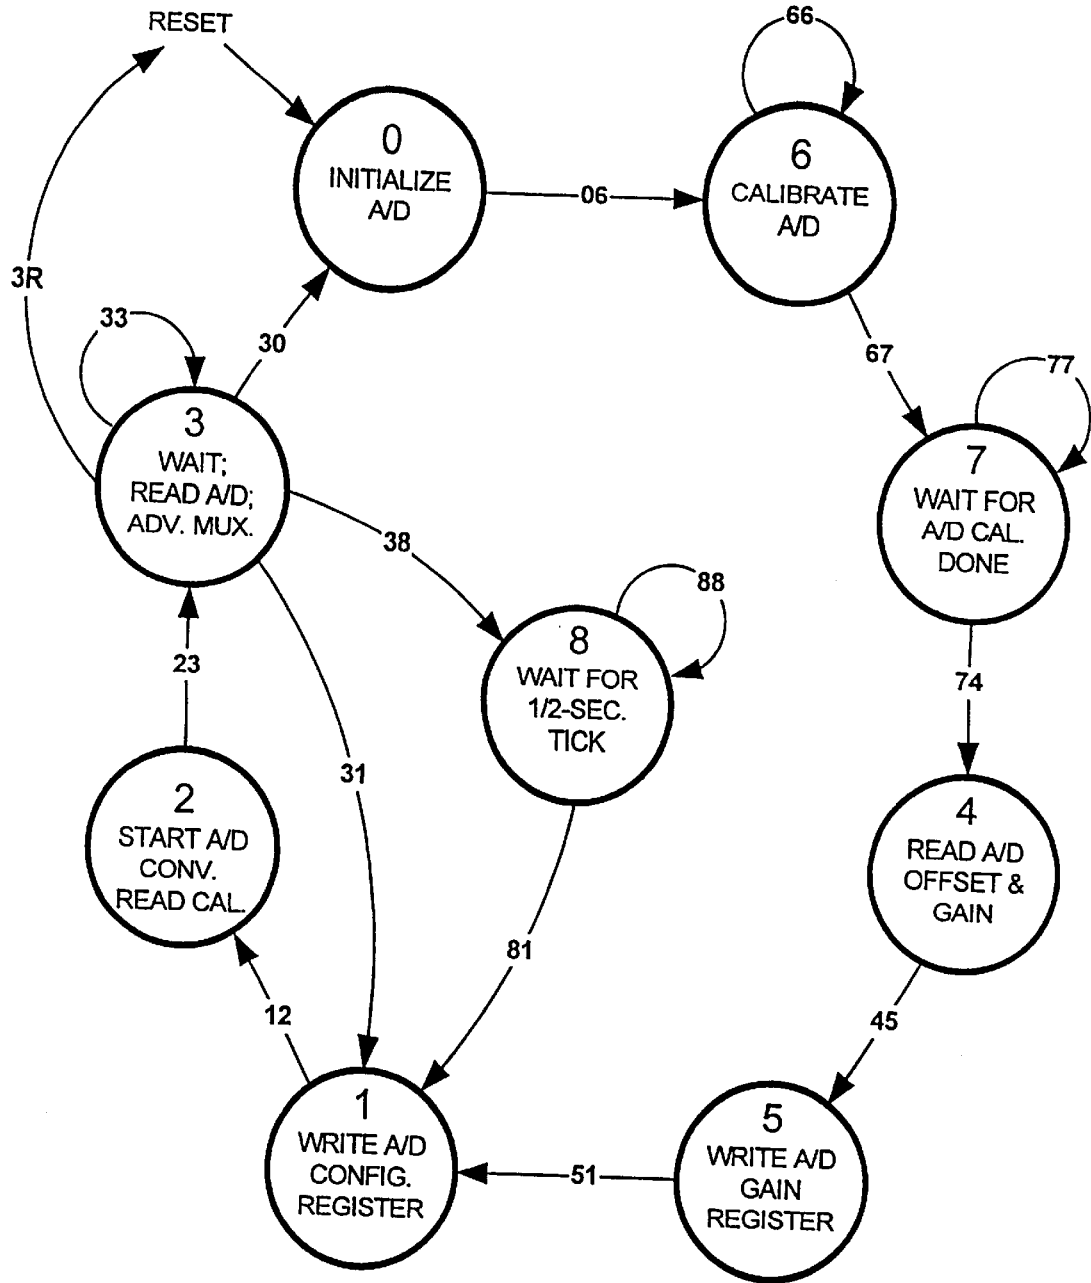 RESET
66
0
INITIALIZE
A/D
06
6
CALIBRATE
A/D
3R
33
30
67
77
3
WAIT;
READ A/D;
ADV. MUX.
7
WAIT FOR
A/D CAL.
DONE
38
88
23
8
WAIT FOR
1/2-SEC.
TICK
74
31
2
START A/D
CONV.
READ CAL.
4
READ A/D
OFFSET &
GAIN
81
12
45
1
WRITE A/D
CONFIG.
REGISTER
51
5
WRITE A/D
GAIN
REGISTER